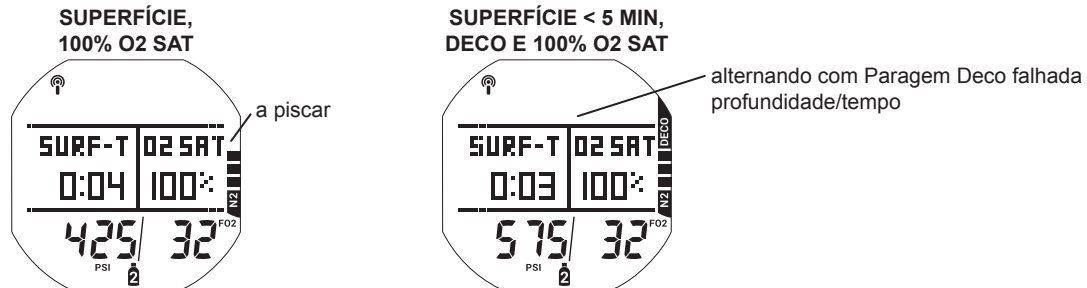 SUPERFÍCIE,
100% O2 SAT
a piscar
SURF-T O2 SAT
0:04 100%
N2
425 32 FO2
PSI
2
SUPERFÍCIE < 5 MIN,
DECO E 100% O2 SAT
alternando com Paragem Deco falhada
profundidade/tempo
DECO
SURF-T O2 SAT
0:03 100%
N2
575 32 FO2
PSI
2